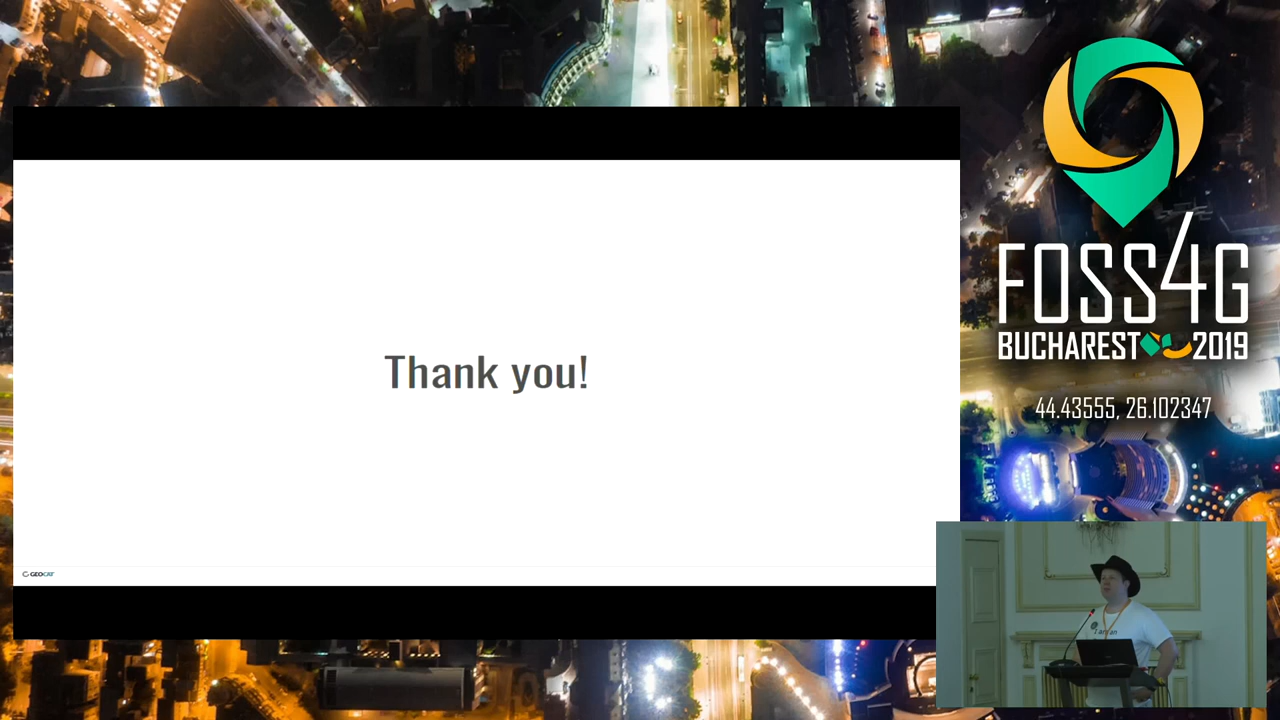 Thank you!
GEOCAT
FOSS4G
BUCHAREST 2019
44.43555, 26.102347